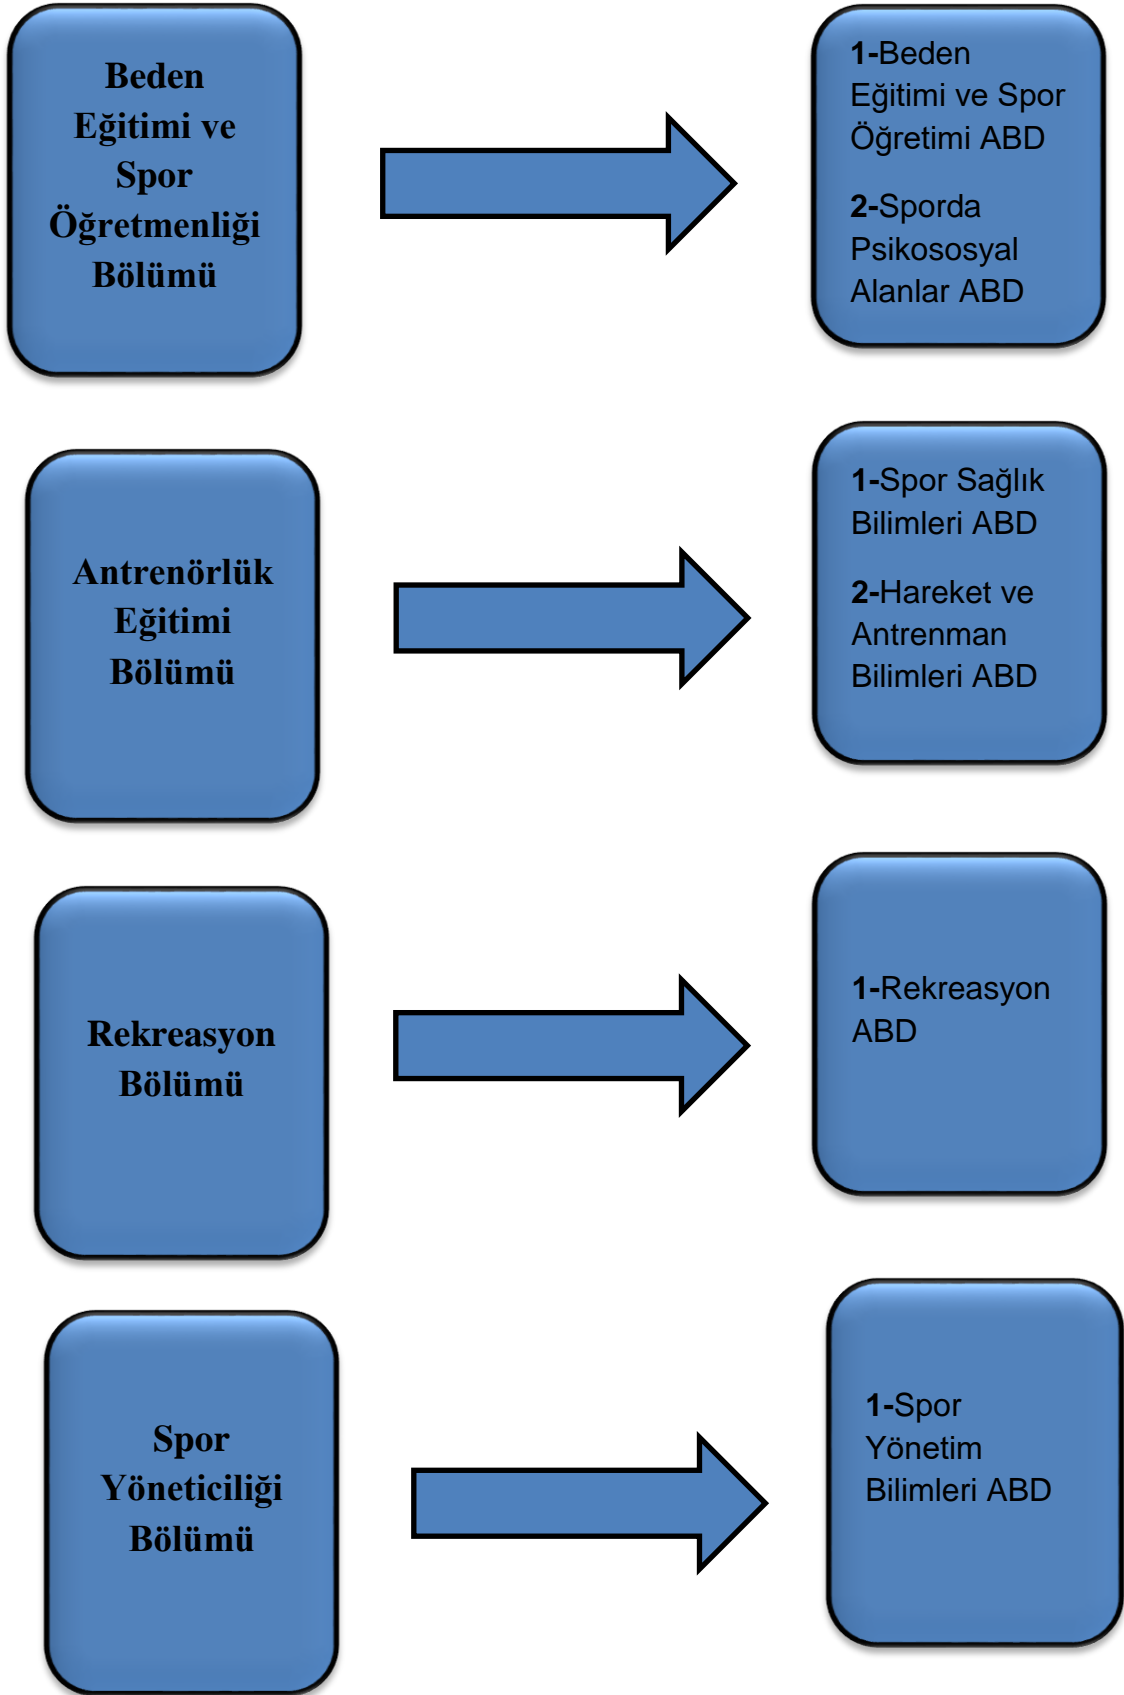 Beden
Eğitimi ve
Spor
Öğretmenliği
Bölümü
1-Beden
Eğitimi ve Spor
Öğretimi ABD
2-Sporda
Psikososyal
Alanlar ABD
Antrenörlük
Eğitimi
Bölümü
1-Spor Sağlık
Bilimleri ABD
2-Hareket ve
Antrenman
Bilimleri ABD
Rekreasyon
Bölümü
1-Rekreasyon
ABD
Spor
Yöneticiliği
Bölümü
1-Spor
Yönetim
Bilimleri ABD